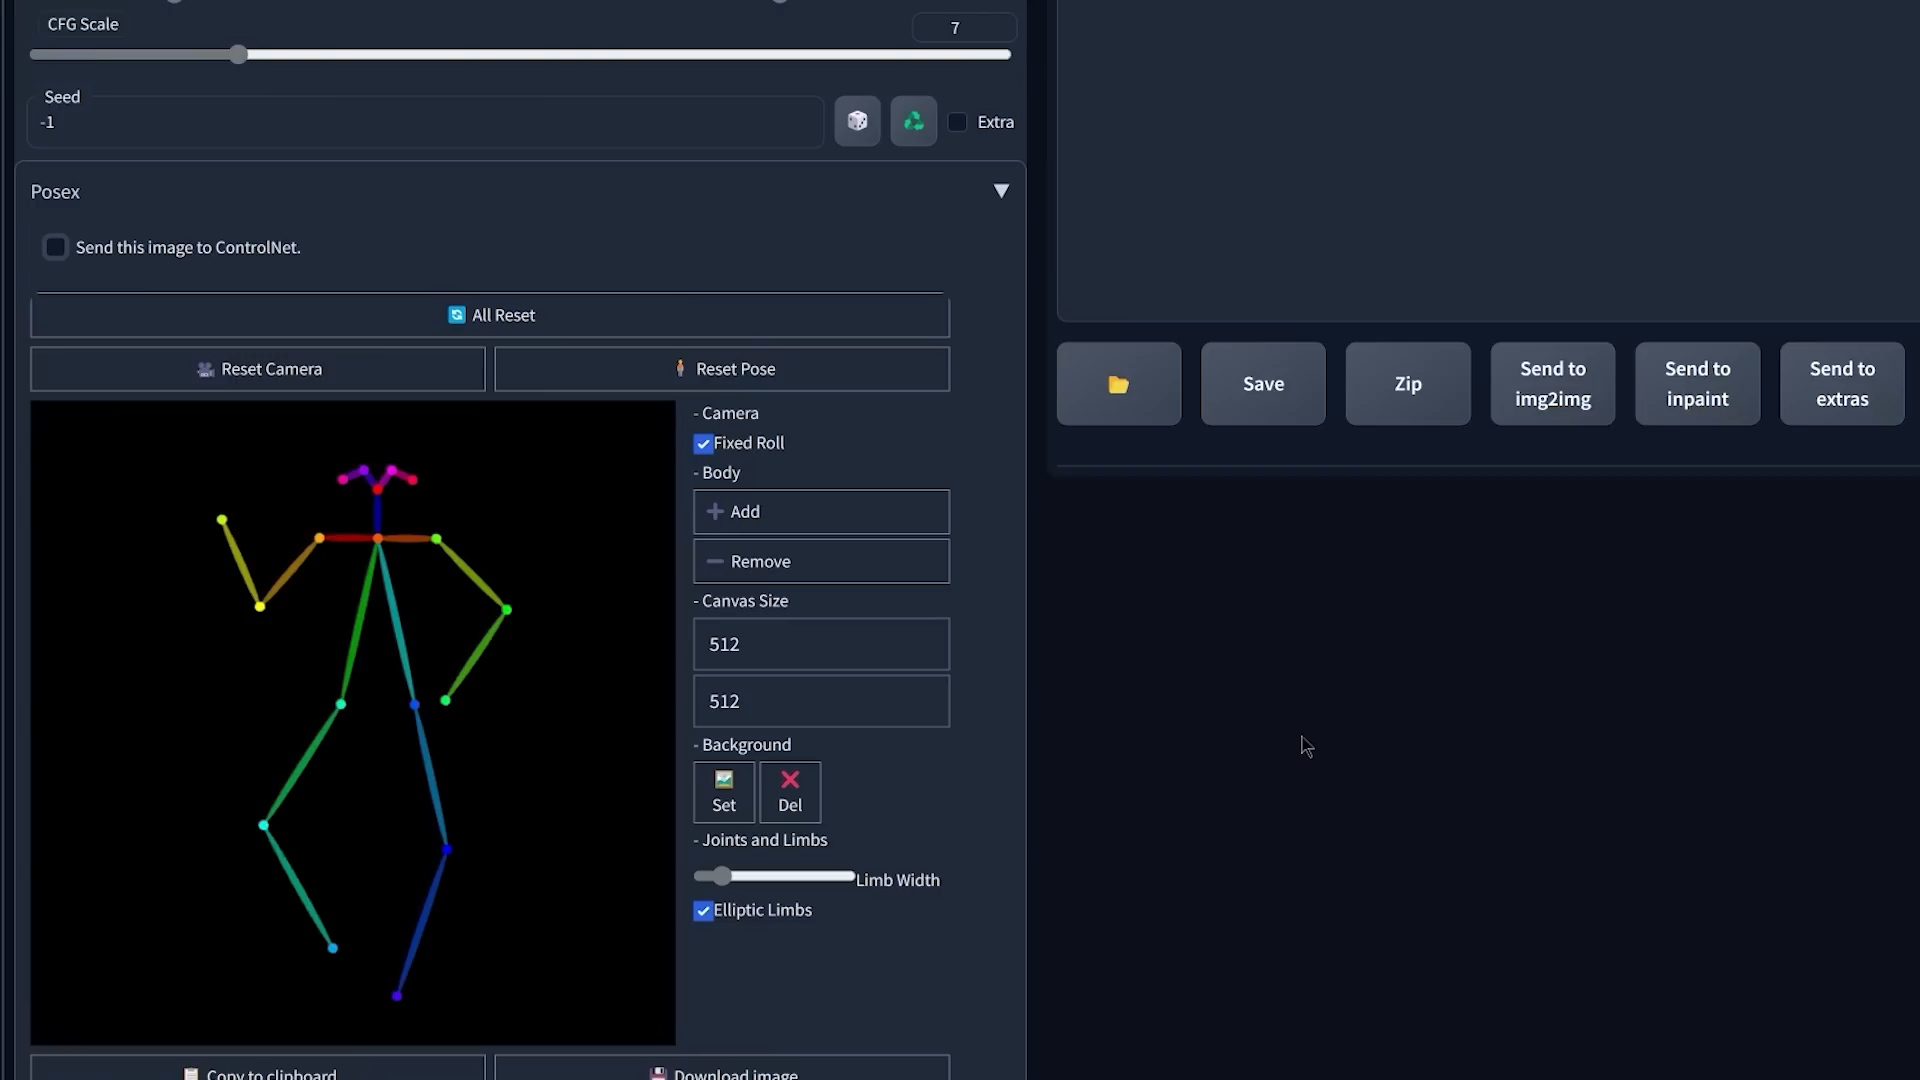 CFG Scale
7
Seed
-1
Extra
Posex
Send this image to ControlNet.
All Reset
Reset Camera
Reset Pose
- Camera
Fixed Roll
- Body
Add
Remove
- Canvas Size
512
512
- Background
Set
Del
- Joints and Limbs
Limb Width
Elliptic Limbs
Copy to clipboard
Download image
Save
Zip
Send to
img2img
Send to
inpaint
Send to
extras